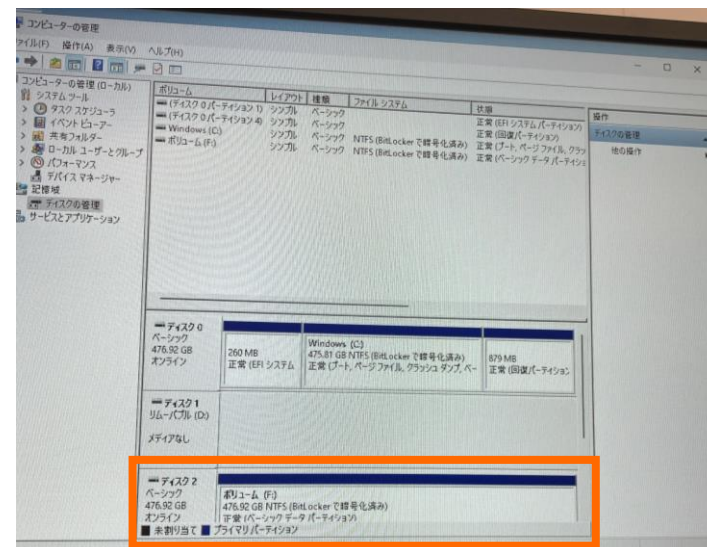 コンピューターの管理
ファイル(F) 操作(A) 表示(V) ヘルプ(H)
コンピューターの管理 (ローカル)
システム ツール
タスク スケジューラ
イベント ビューアー
共有フォルダー
ローカル ユーザーとグループ
パフォーマンス
デバイス マネージャー
記憶域
ディスクの管理
サービスとアプリケーション
ボリューム レイアウト 種類 ファイル システム 状態
(ディスク 0 パーティション 1) シンプル ベーシック 正常 (EFI システム パーティション)
(ディスク 0 パーティション 4) シンプル ベーシック 正常 (回復パーティション)
Windows (C:) シンプル ベーシック NTFS (BitLocker で暗号化済み) 正常 (ブート, ページ ファイル, クラッ
ボリューム (F:) シンプル ベーシック NTFS (BitLocker で暗号化済み) 正常 (ベーシック データ パーティシ
操作
ディスクの管理
他の操作
ディスク 0
ベーシック
476.92 GB
オンライン
260 MB
正常 (EFI システム
Windows (C:)
475.81 GB NTFS (BitLocker で暗号化済み)
正常 (ブート, ページ ファイル, クラッシュ ダンプ, ベー
879 MB
正常 (回復パーティション
ディスク 1
リムーバブル (D:)
メディアなし
ディスク 2
ベーシック
476.92 GB
オンライン
ボリューム (F:)
476.92 GB NTFS (BitLocker で暗号化済み)
正常 (ベーシック データ パーティション)
未割り当て プライマリ パーティション